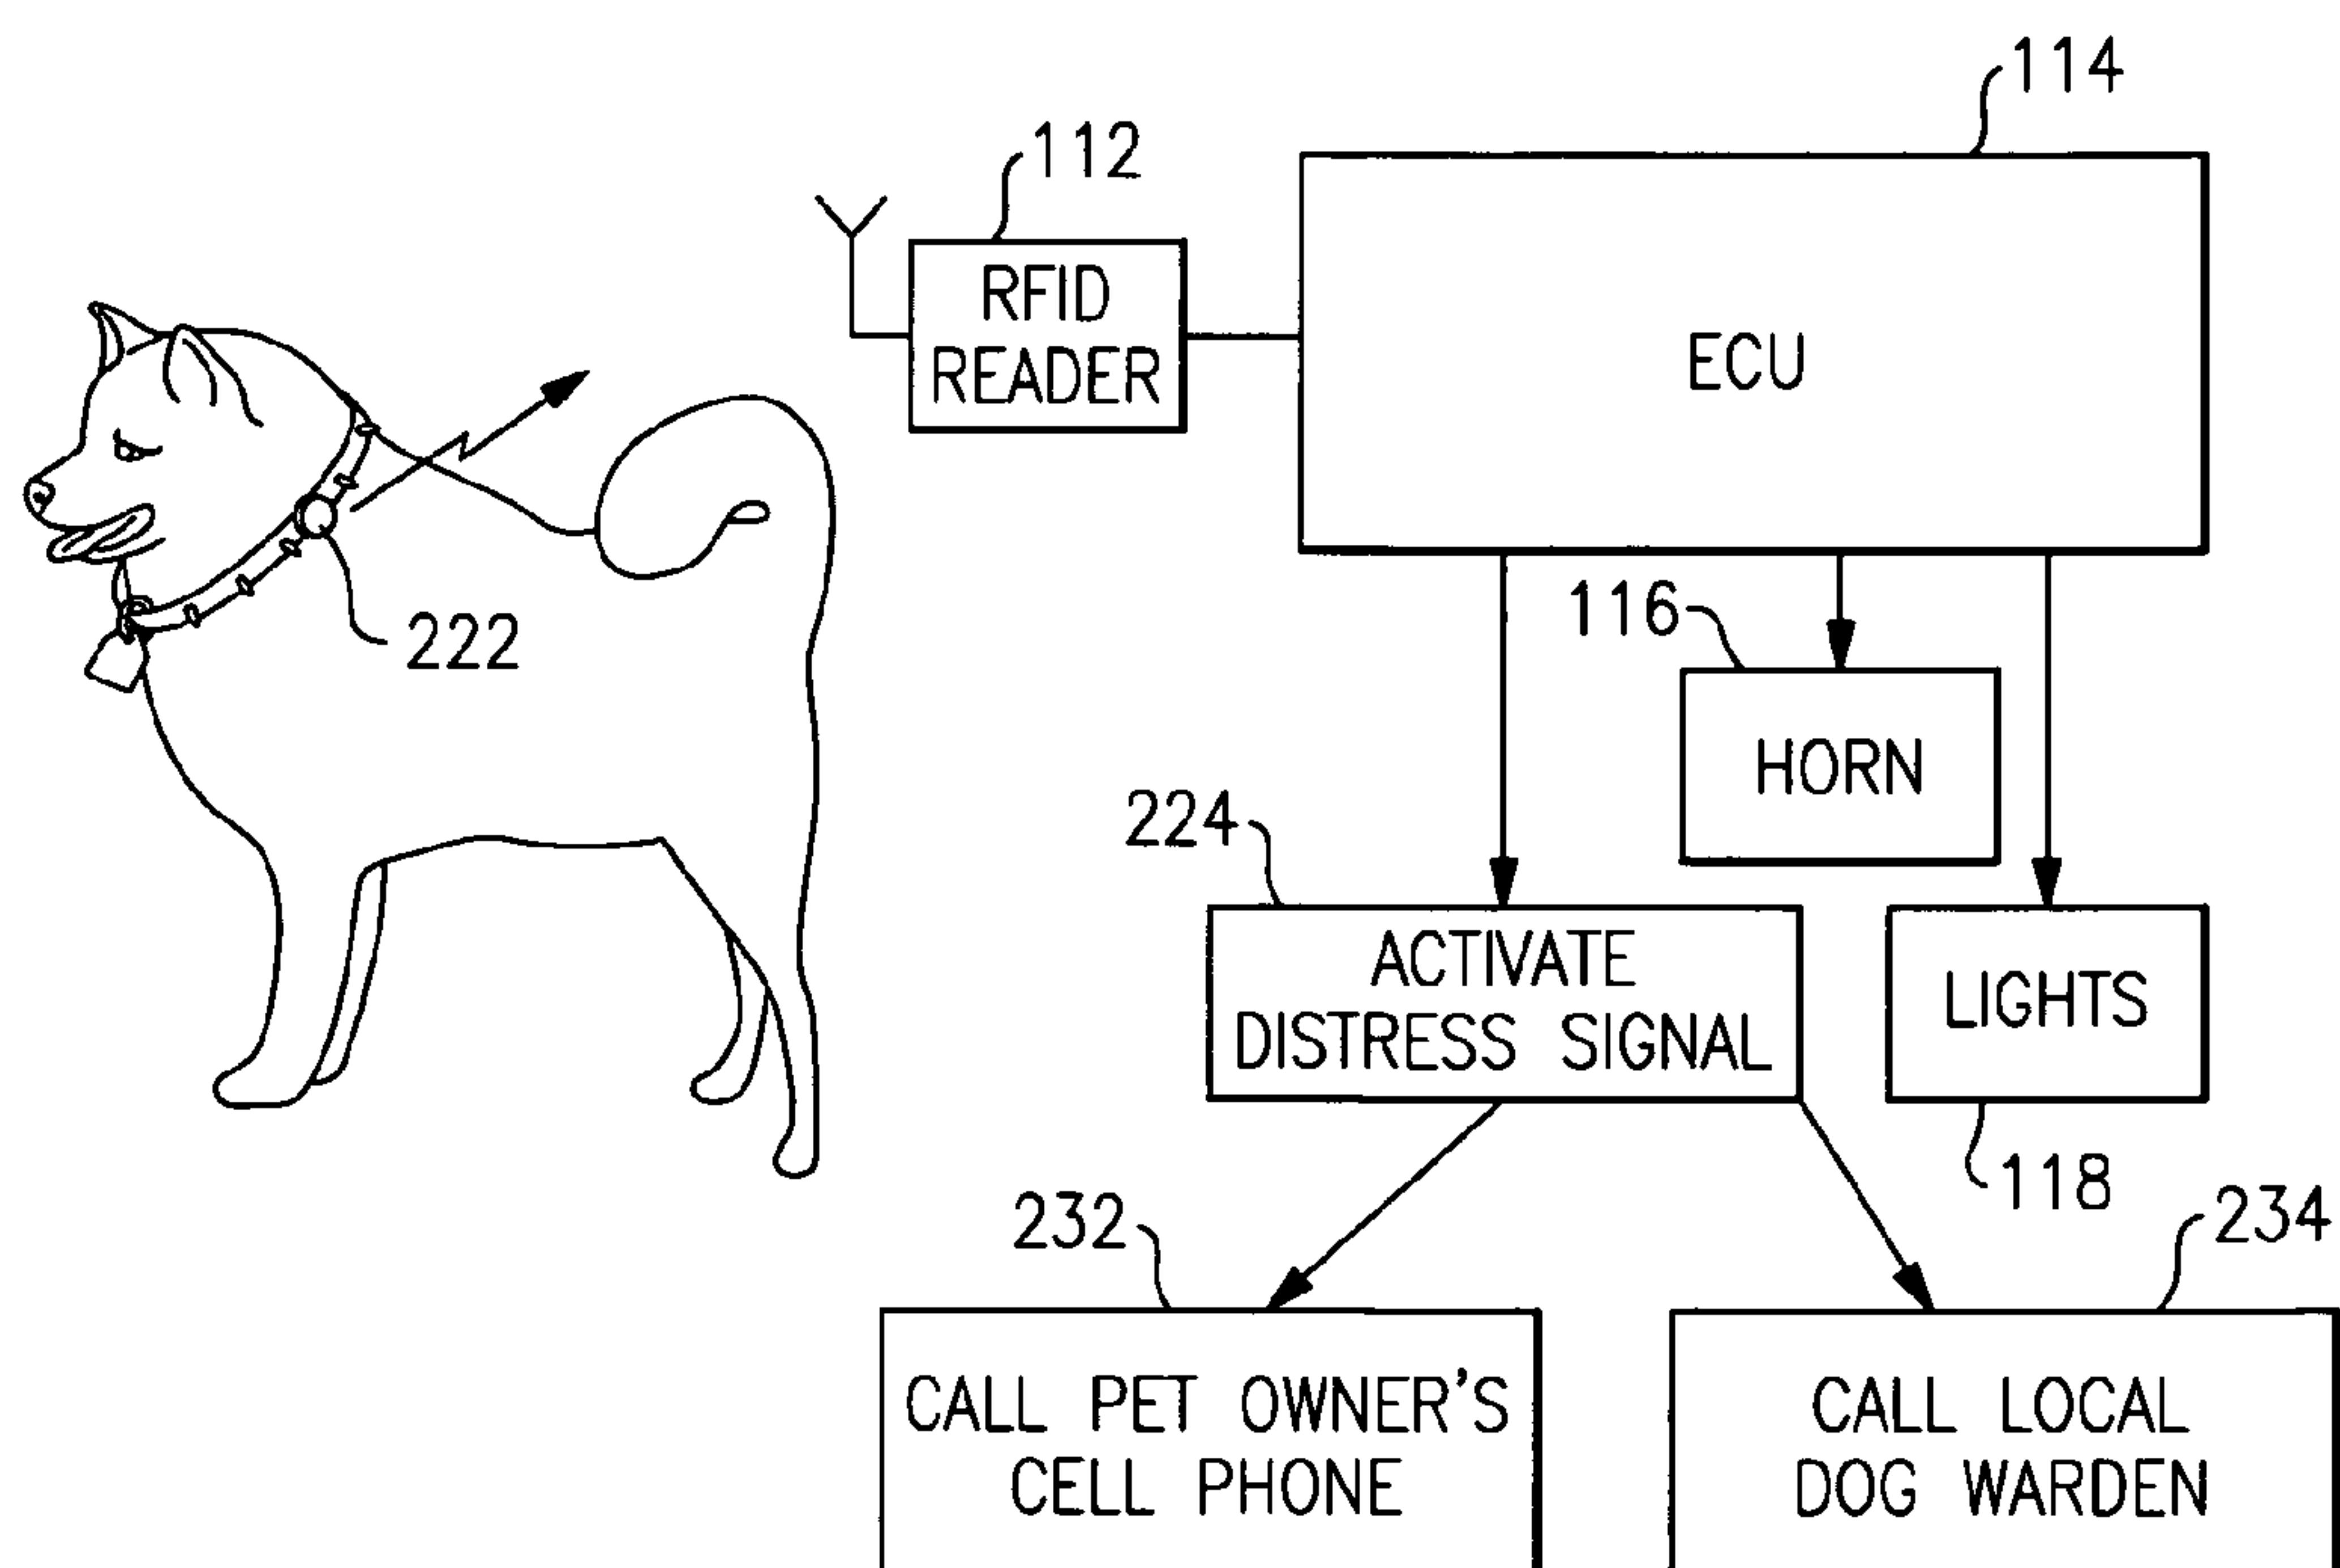 114
112
RFID
READER
ECU
222
116
HORN
224
ACTIVATE
DISTRESS SIGNAL
LIGHTS
118
232
234
CALL PET OWNER'S
CELL PHONE
CALL LOCAL
DOG WARDEN